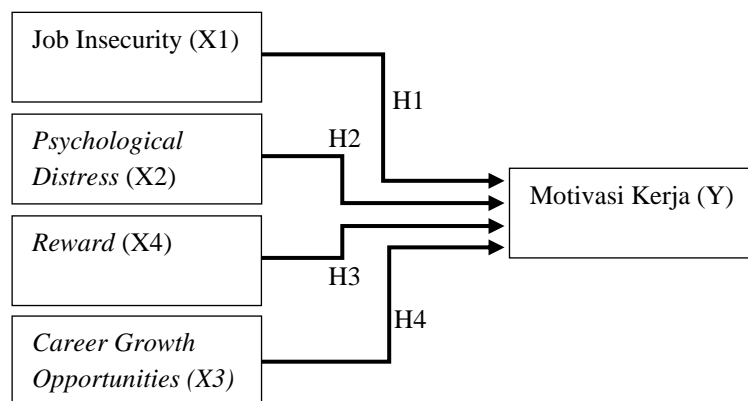 Job Insecurity (X1)
H1
Psychological
Distress (X2)
H2
Motivasi Kerja (Y)
Reward (X4)
H3
Career Growth
Opportunities (X3)
H4